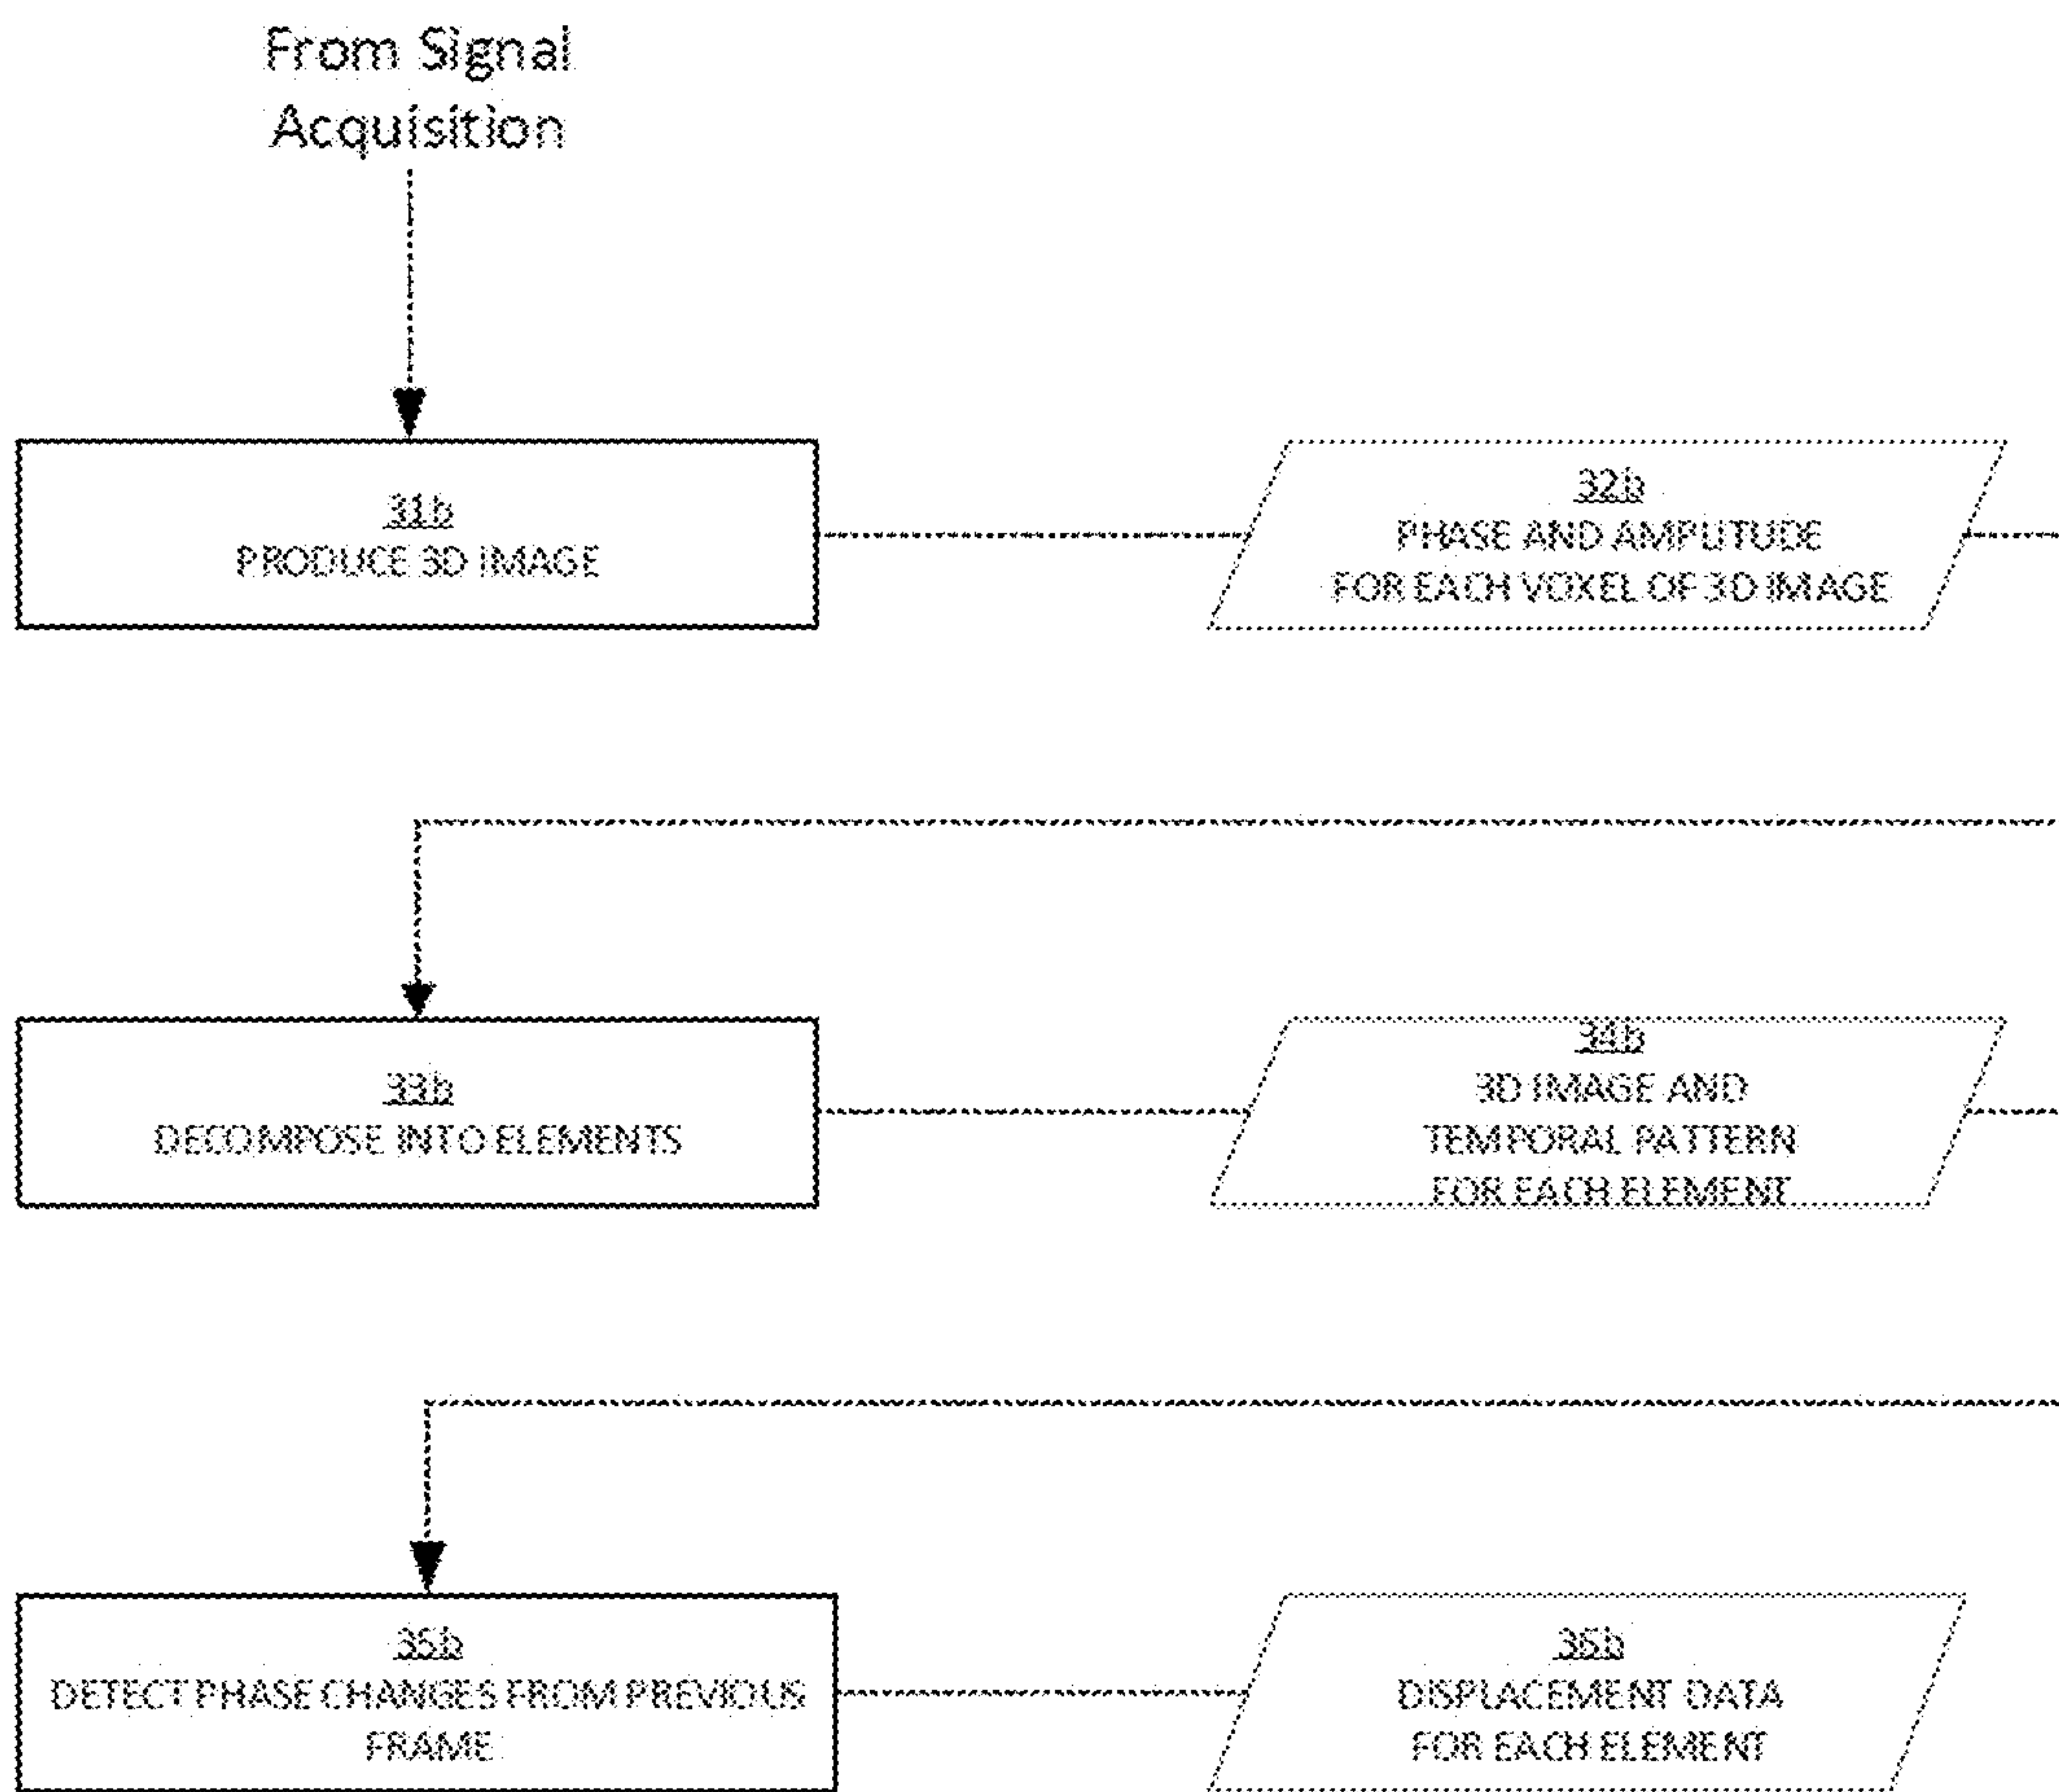 From Signal
Acquisition
31b
PRODUCE 3D IMAGE
32b
PHASE AND AMPLITUDE
FOR EACH VOXEL OF 3D IMAGE
33b
DECOMPOSE INTO ELEMENTS
34b
3D IMAGE AND
TEMPORAL PATTERN
FOR EACH ELEMENT
35b
DETECT PHASE CHANGES FROM PREVIOUS
FRAME
36b
DISPLACEMENT DATA
FOR EACH ELEMENT